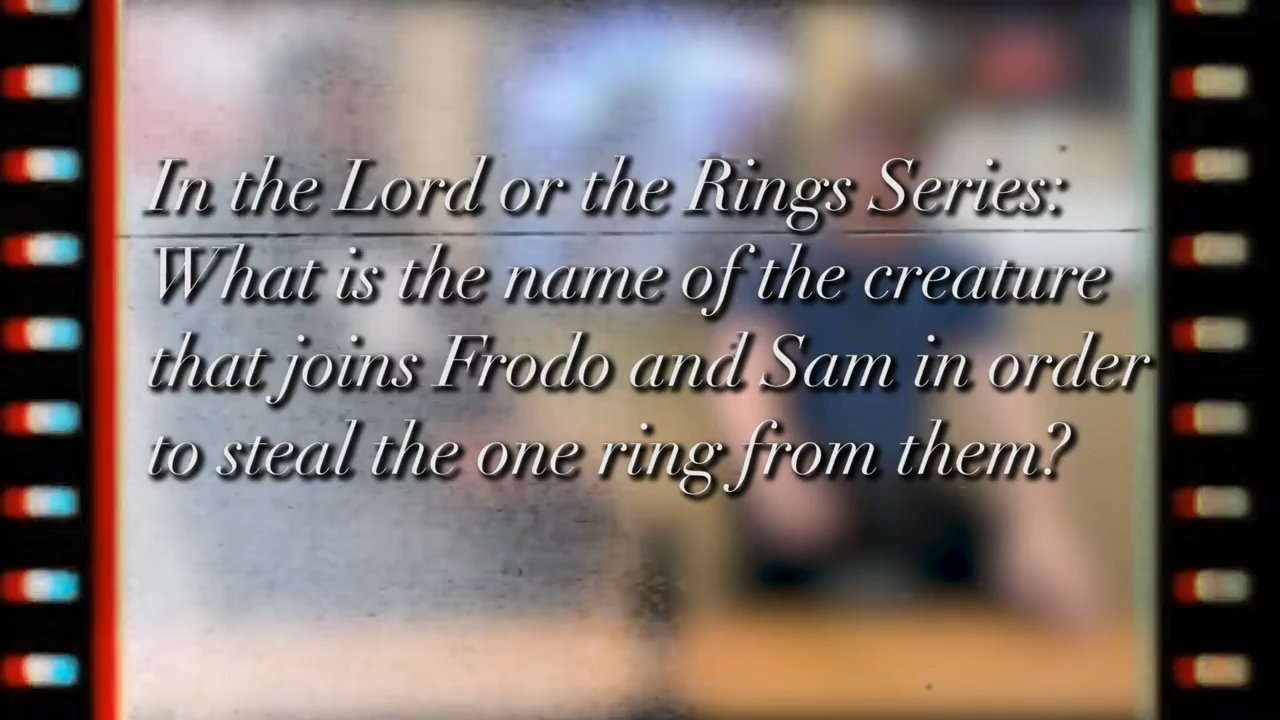 In the Lord or the Rings Series:
What is the name of the creature
that joins Frodo and Sam in order
to steal the one ring from them?